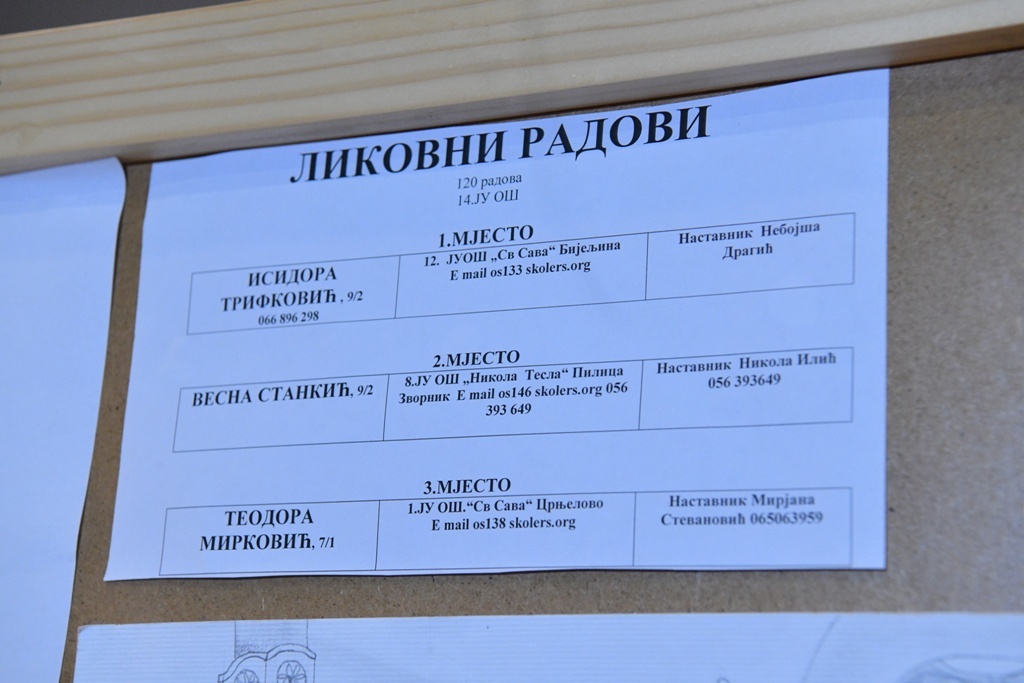 ЛИКОВНИ РАДОВИ
120 радова
14.ЈУ ОШ
1.МЈЕСТО
ИСИДОРА
ТРИФКОВИЋ , 9/2
066 896 298
12. ЈУОШ „Св Сава“ Бијељина
E mail os133 skolers.org
Наставник Небојша
Драгић
2.МЈЕСТО
ВЕСНА СТАНКИЋ, 9/2
8.ЈУ ОШ „Никола Тесла“ Пилица
Зворник E mail os146 skolers.org 056
393 649
Наставник Никола Илић
056 393649
3.МЈЕСТО
ТЕОДОРА
МИРКОВИЋ, 7/1
1.ЈУ ОШ.“Св Сава“ Црњелово
E mail os138 skolers.org
Наставник Мирјана
Стевановић 065063959